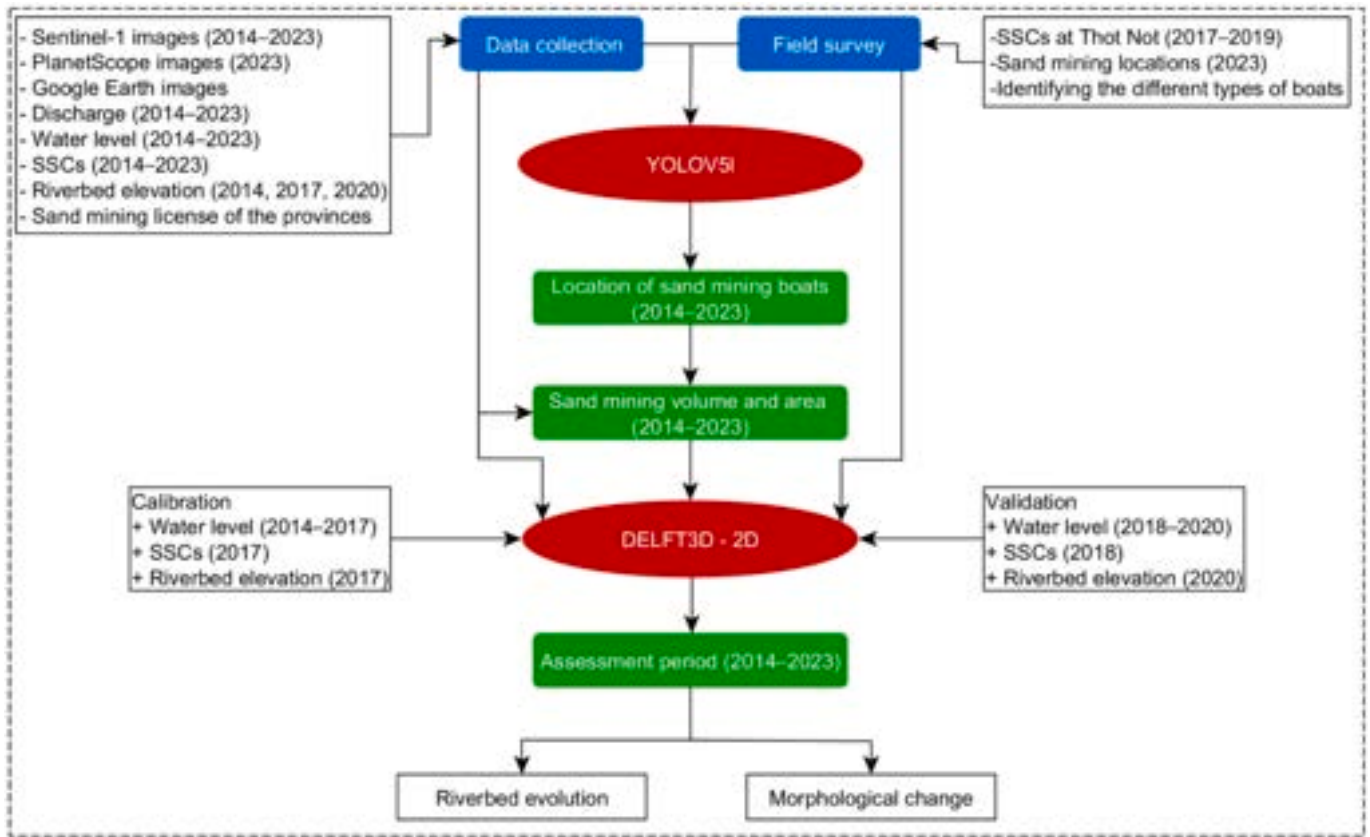 - Sentinel-1 images (2014–2023)
- PlanetScope images (2023)
- Google Earth images
- Discharge (2014–2023)
- Water level (2014–2023)
- SSCs (2014–2023)
- Riverbed elevation (2014, 2017, 2020)
- Sand mining license of the provinces
Data collection
Field survey
-SSCs at Thot Not (2017–2019)
-Sand mining locations (2023)
-Identifying the different types of boats
YOLOV5l
Location of sand mining boats
(2014–2023)
Sand mining volume and area
(2014–2023)
Calibration
+ Water level (2014–2017)
+ SSCs (2017)
+ Riverbed elevation (2017)
DELFT3D - 2D
Validation
+ Water level (2018–2020)
+ SSCs (2018)
+ Riverbed elevation (2020)
Assessment period (2014–2023)
Riverbed evolution
Morphological change